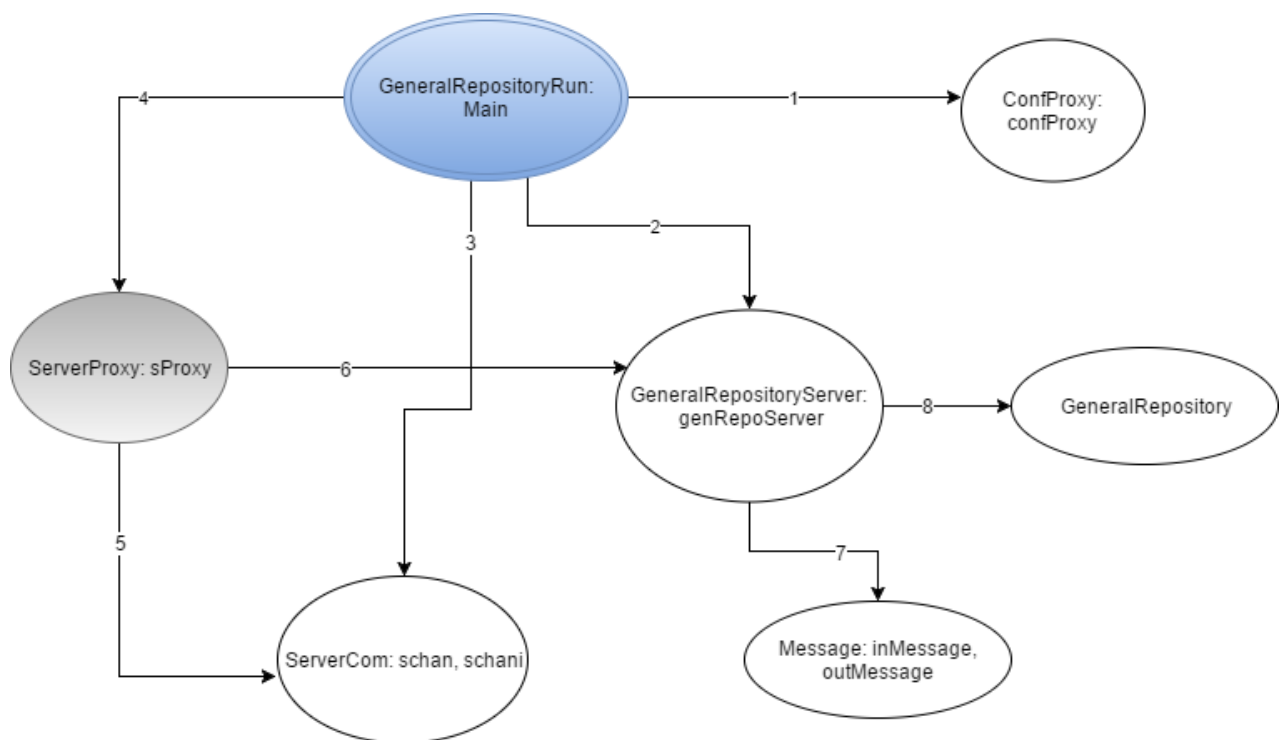 GeneralRepositoryRun:
Main
4
1
ConfProxy:
confProxy
3
2
ServerProxy: sProxy
6
GeneralRepositoryServer:
genRepoServer
8
GeneralRepository
5
7
ServerCom: schan, schani
Message: inMessage,
outMessage